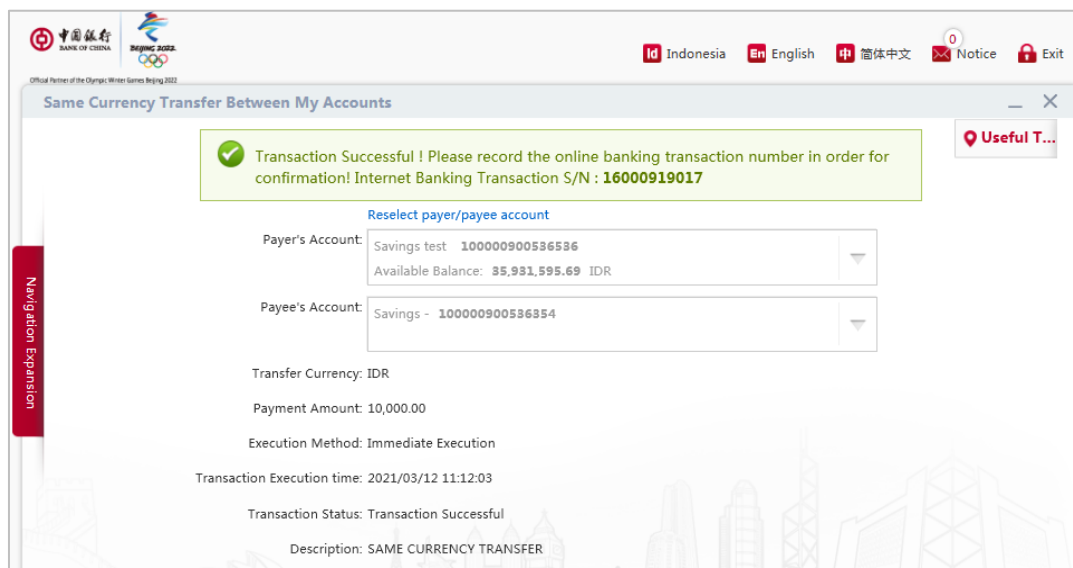 中国银行
BANK OF CHINA
BEIJING 2022
Official Partner of the Olympic Winter Games Beijing 2022
Id Indonesia En English 中 简体中文 0 Notice Exit
Same Currency Transfer Between My Accounts
Useful T...
Transaction Successful ! Please record the online banking transaction number in order for
confirmation! Internet Banking Transaction S/N : 16000919017
Reselect payer/payee account
Payer's Account: Savings test 100000900536536
Available Balance: 35,931,595.69 IDR
Payee's Account: Savings - 100000900536354
Navigation Expansion
Transfer Currency: IDR
Payment Amount: 10,000.00
Execution Method: Immediate Execution
Transaction Execution time: 2021/03/12 11:12:03
Transaction Status: Transaction Successful
Description: SAME CURRENCY TRANSFER